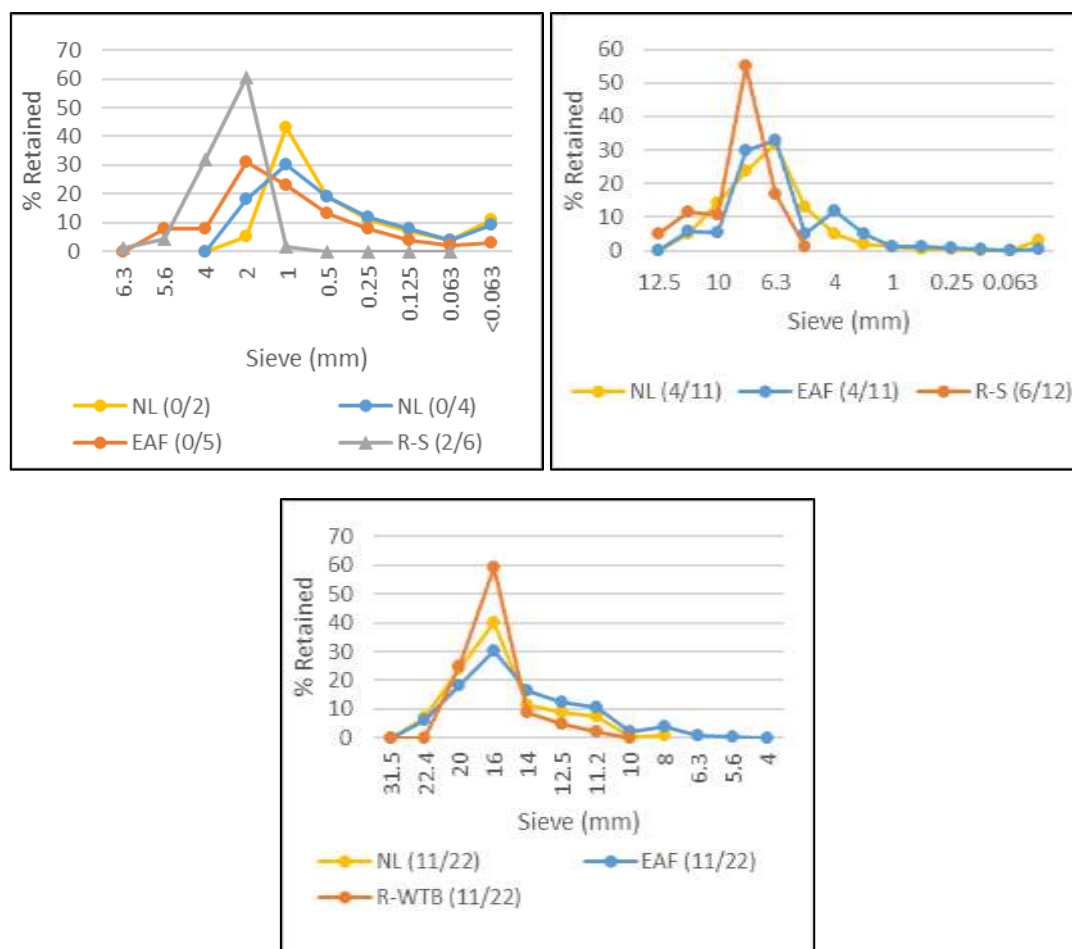 70
60
50
40
30
20
10
0
% Retained
6.3 5.6 4 2 1 0.5 0.25 0.125 0.063 <0.063
Sieve (mm)
NL (0/2) NL (0/4)
EAF (0/5) R-S (2/6)
60
50
40
30
20
10
0
% Retained
12.5 10 6.3 4 1 0.25 0.063
Sieve (mm)
NL (4/11) EAF (4/11) R-S (6/12)
70
60
50
40
30
20
10
0
% Retained
31.5 22.4 20 16 14 12.5 11.2 10 8 6.3 5.6 4
Sieve (mm)
NL (11/22) EAF (11/22)
R-WTB (11/22)